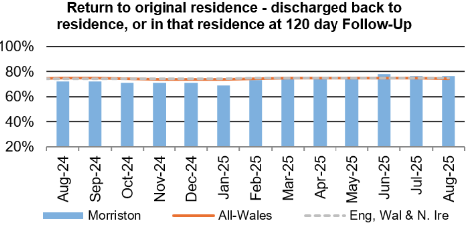 Return to original residence - discharged back to
residence, or in that residence at 120 day Follow-Up
100%
80%
60%
40%
20%
Aug-24
Sep-24
Oct-24
Nov-24
Dec-24
Jan-25
Feb-25
Mar-25
Apr-25
May-25
Jun-25
Jul-25
Aug-25
Morriston
All-Wales
Eng, Wal & N. Ire